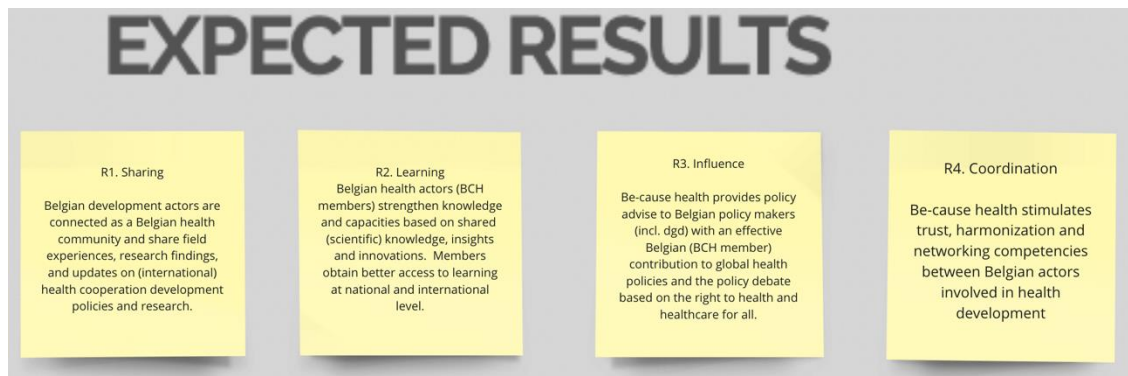 EXPECTED RESULTS
R1. Sharing
Belgian development actors are
connected as a Belgian health
community and share field
experiences, research findings,
and updates on (international)
health cooperation development
policies and research.
R2. Learning
Belgian health actors (BCH
members) strengthen knowledge
and capacities based on shared
(scientific) knowledge, insights
and innovations. Members
obtain better access to learning
at national and international
level.
R3. Influence
Be-cause health provides policy
advise to Belgian policy makers
(incl. dgd) with an effective
Belgian (BCH member)
contribution to global health
policies and the policy debate
based on the right to health and
healthcare for all.
R4. Coordination
Be-cause health stimulates
trust, harmonization and
networking competencies
between Belgian actors
involved in health
development